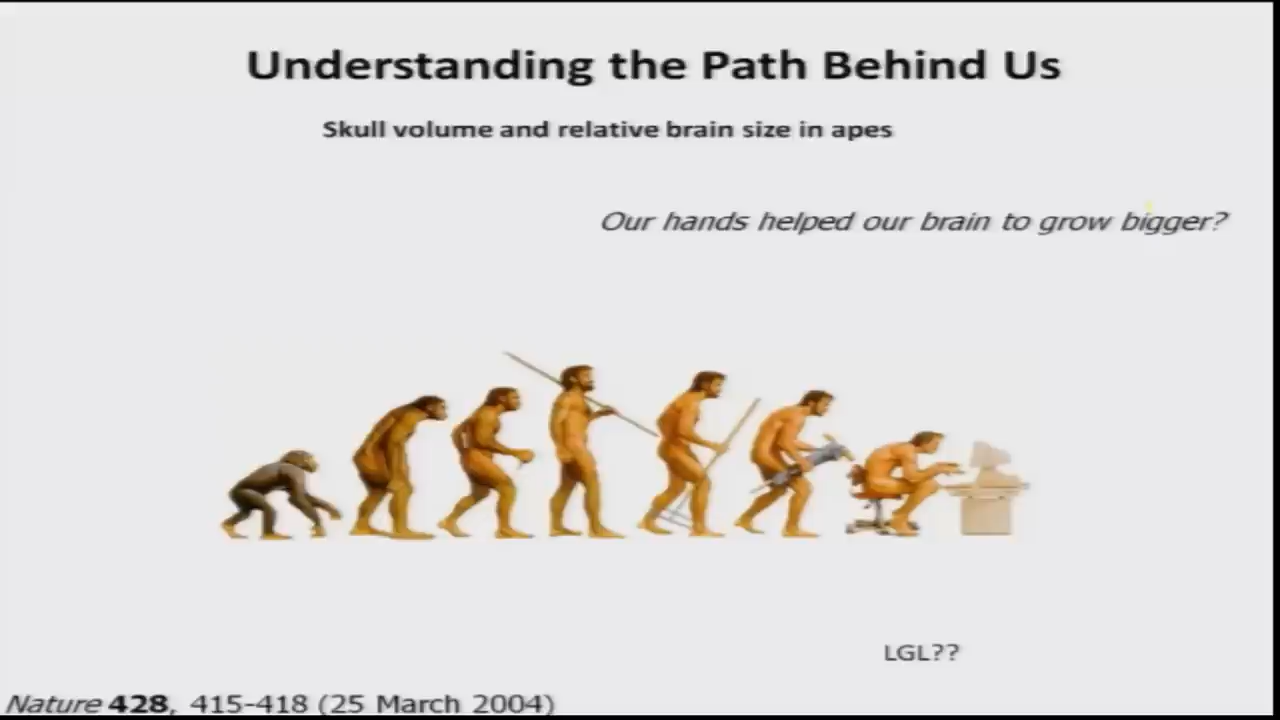 Understanding the Path Behind Us
Skull volume and relative brain size in apes
Our hands helped our brain to grow bigger?
LGL??
Nature 428, 415-418 (25 March 2004)